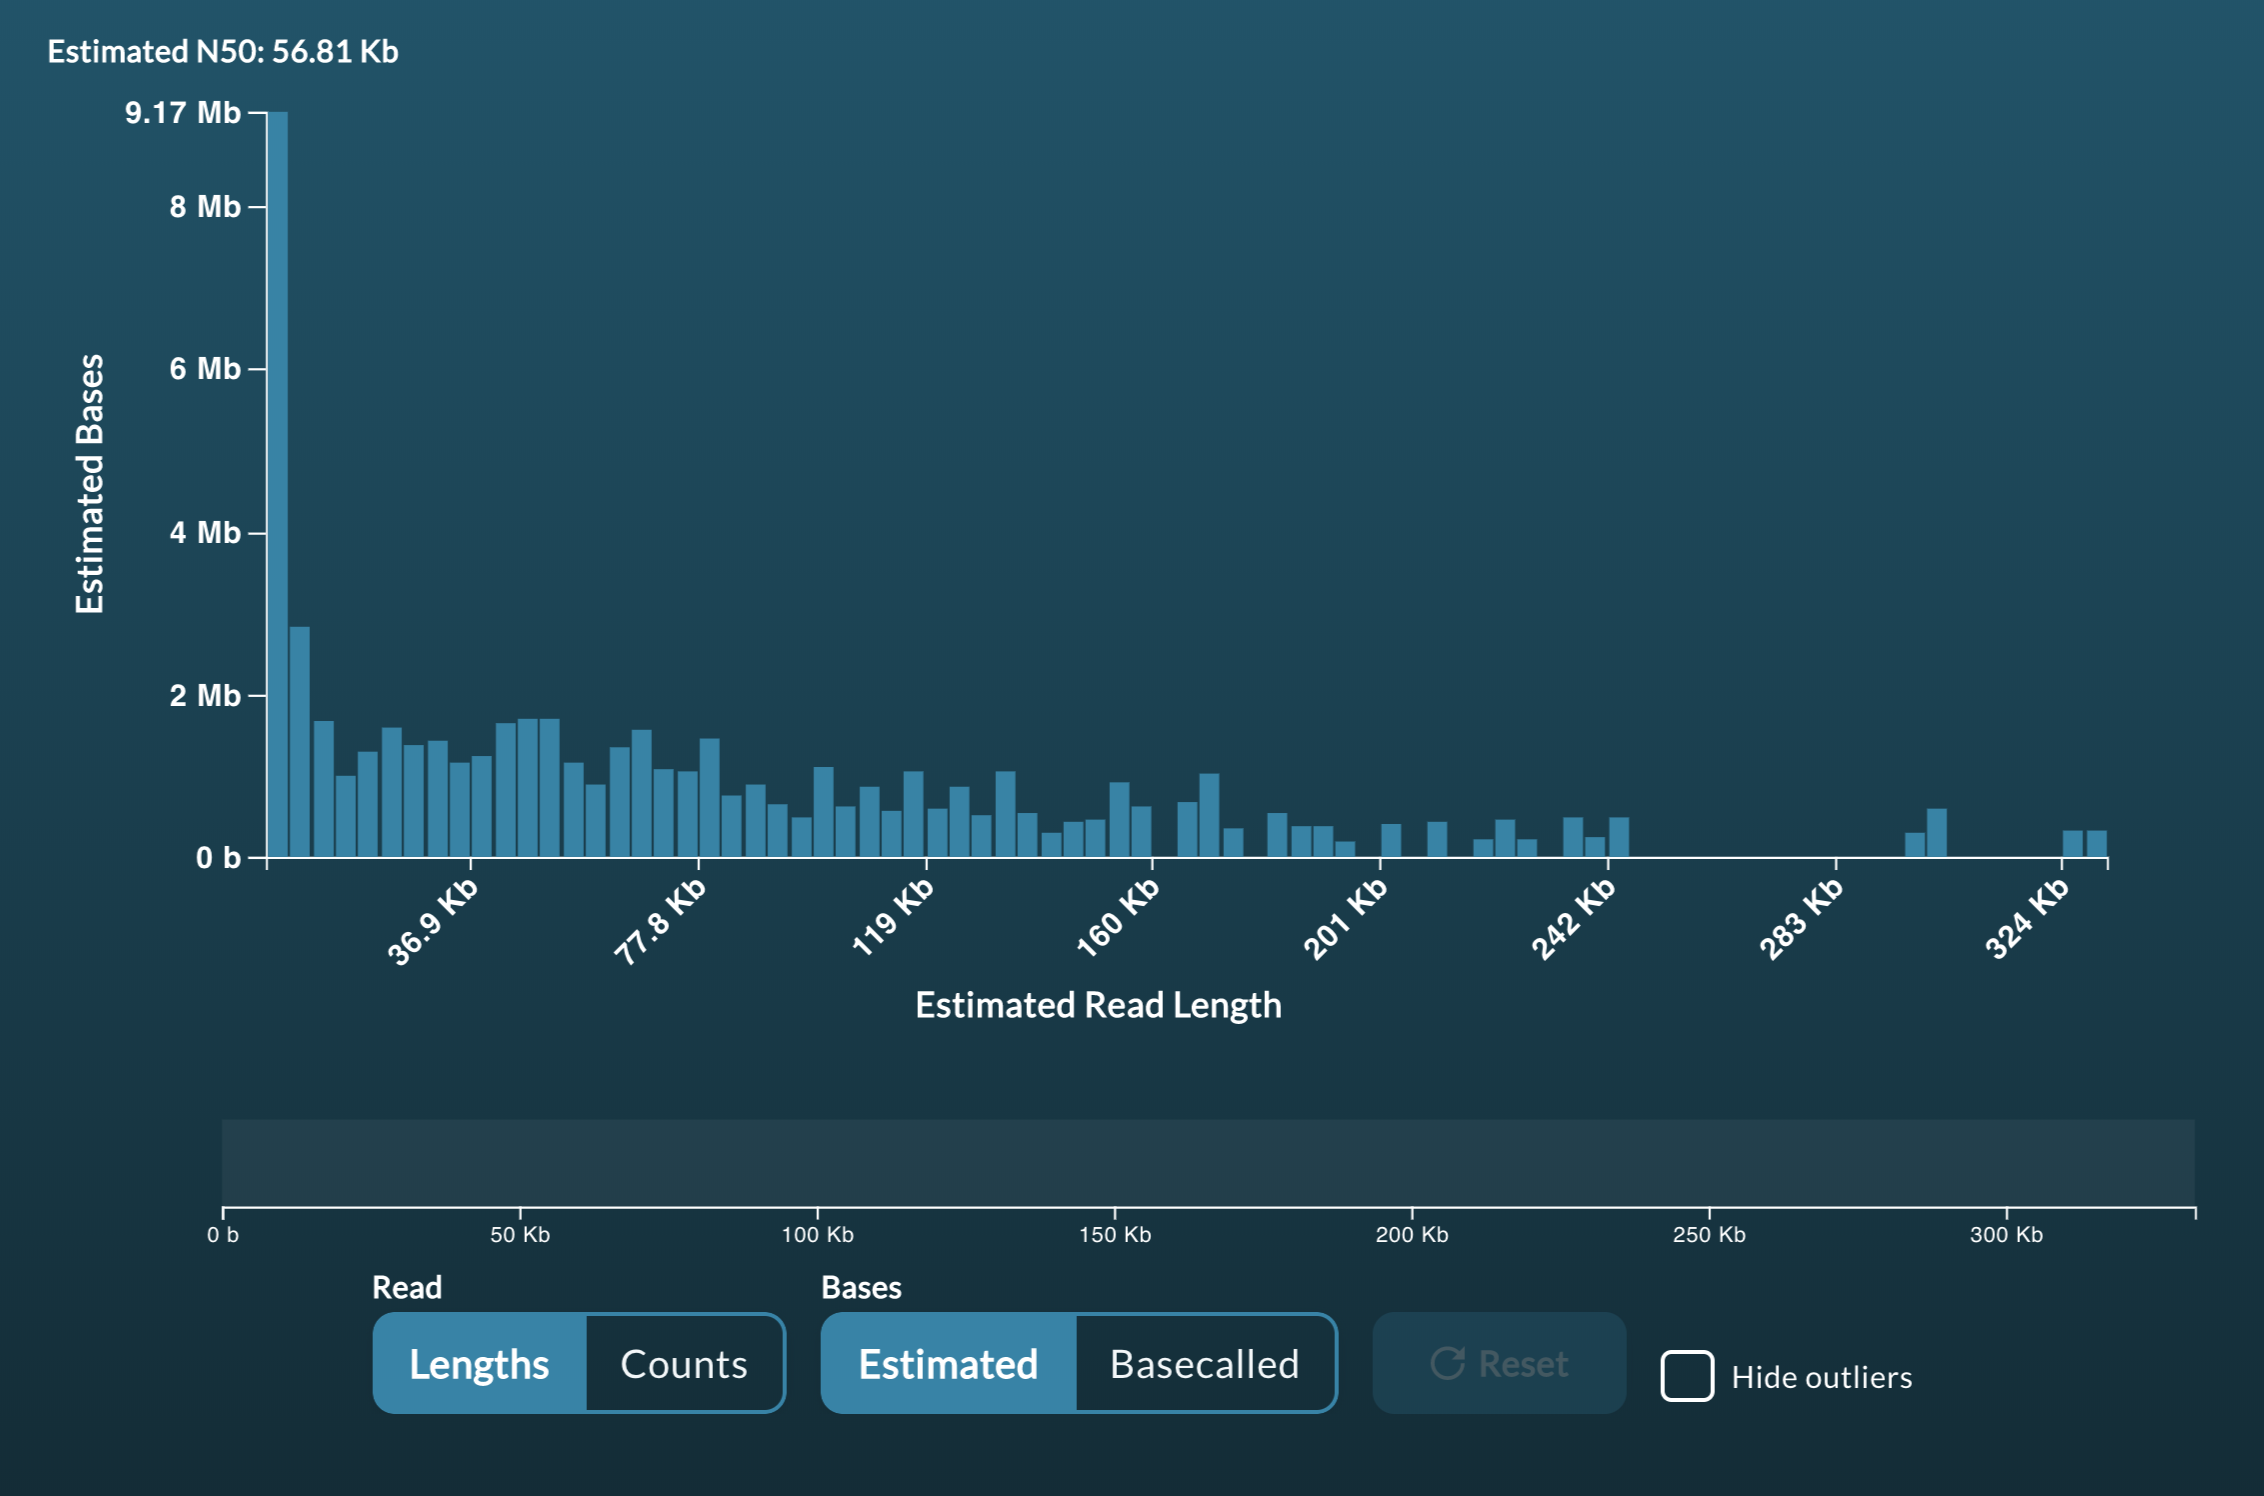 Estimated N50: 56.81 Kb
9.17 Mb
8 Mb
6 Mb
4 Mb
2 Mb
0 b
Estimated Bases
36.9 Kb
77.8 Kb
119 Kb
160 Kb
201 Kb
242 Kb
283 Kb
324 Kb
Estimated Read Length
0 b
50 Kb
100 Kb
150 Kb
200 Kb
250 Kb
300 Kb
Read
Bases
Lengths
Counts
Estimated
Basecalled
Reset
Hide outliers